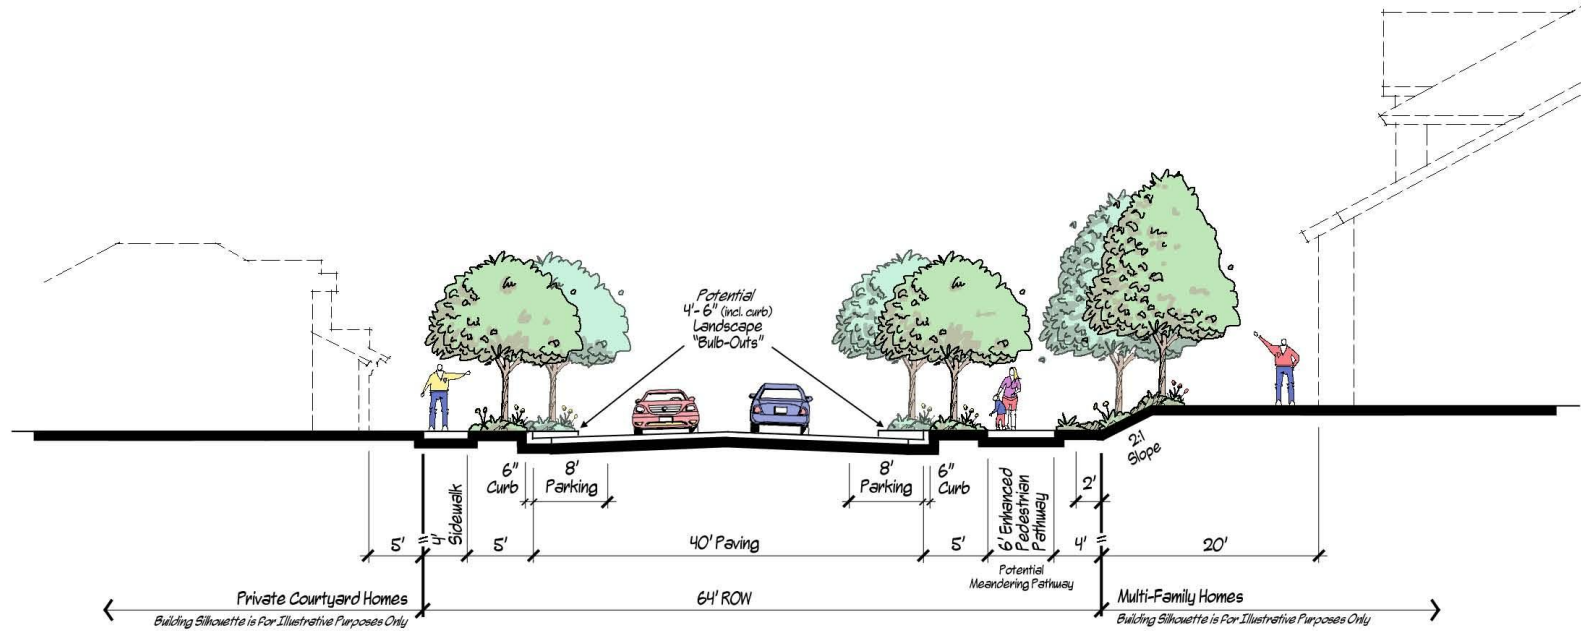 Potential
4'-6" (incl. curb)
Landscape
"Bulb-Outs"
2:1
Slope
6"
Curb
8'
Parking
8'
Parking
6"
Curb
2'
5'
4'
Sidewalk
5'
40' Paving
5'
6' Enhanced
Pedestrian
Pathway
4'
20'
Potential
Meandering Pathway
Private Courtyard Homes
64' ROW
Multi-Family Homes
Building Silhouette is for Illustrative Purposes Only
Building Silhouette is for Illustrative Purposes Only